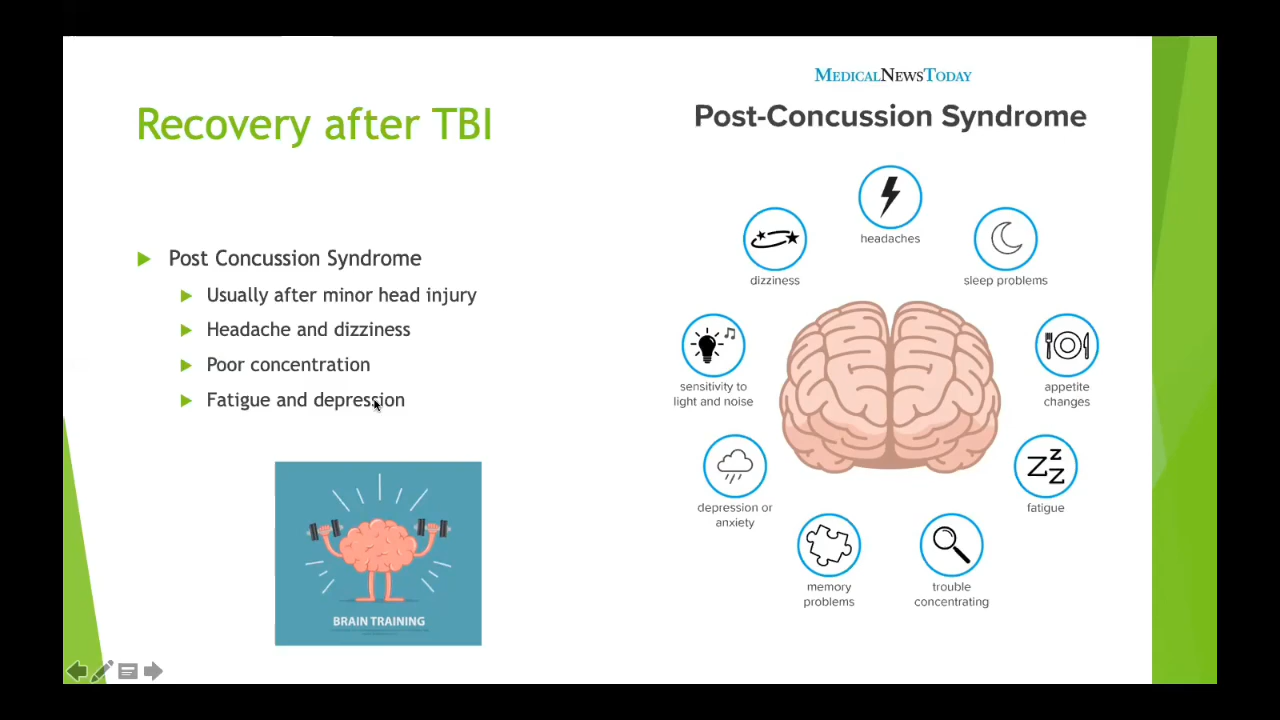 Recovery after TBI
Post Concussion Syndrome
Usually after minor head injury
Headache and dizziness
Poor concentration
Fatigue and depression
BRAIN TRAINING
MEDICALNEWSTODAY
Post-Concussion Syndrome
headaches
dizziness
sleep problems
sensitivity to
light and noise
appetite
changes
depression or
anxiety
fatigue
memory
problems
trouble
concentrating